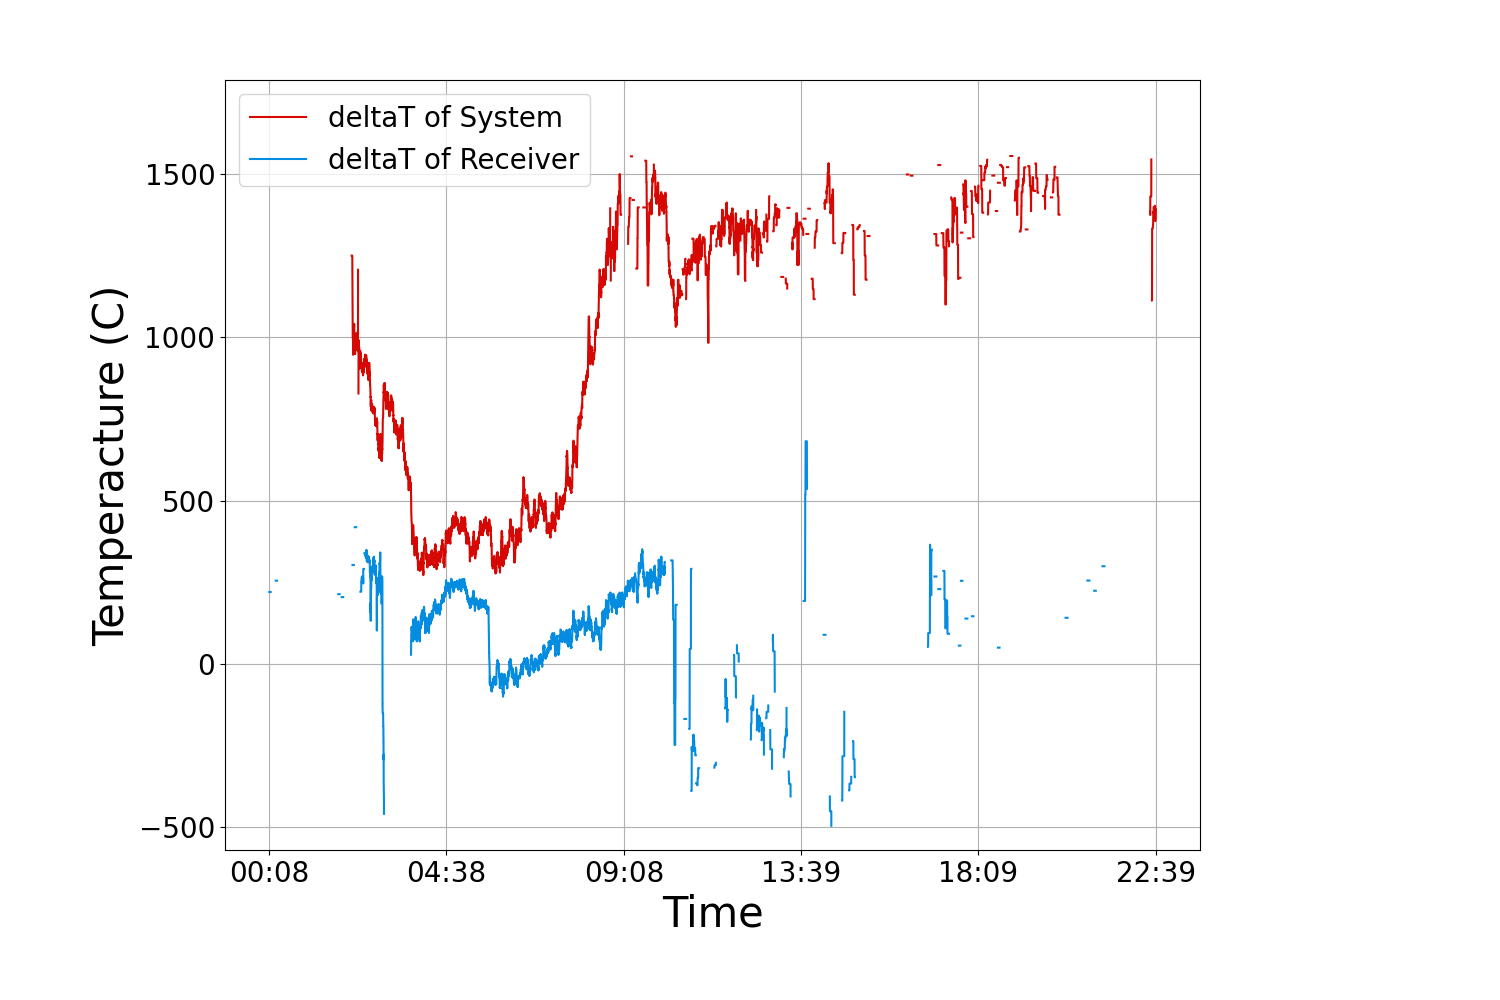 deltaT of System
deltaT of Receiver
Temperacture (C)
1500
1000
500
0
−500
00:08 04:38 09:08 13:39 18:09 22:39
Time